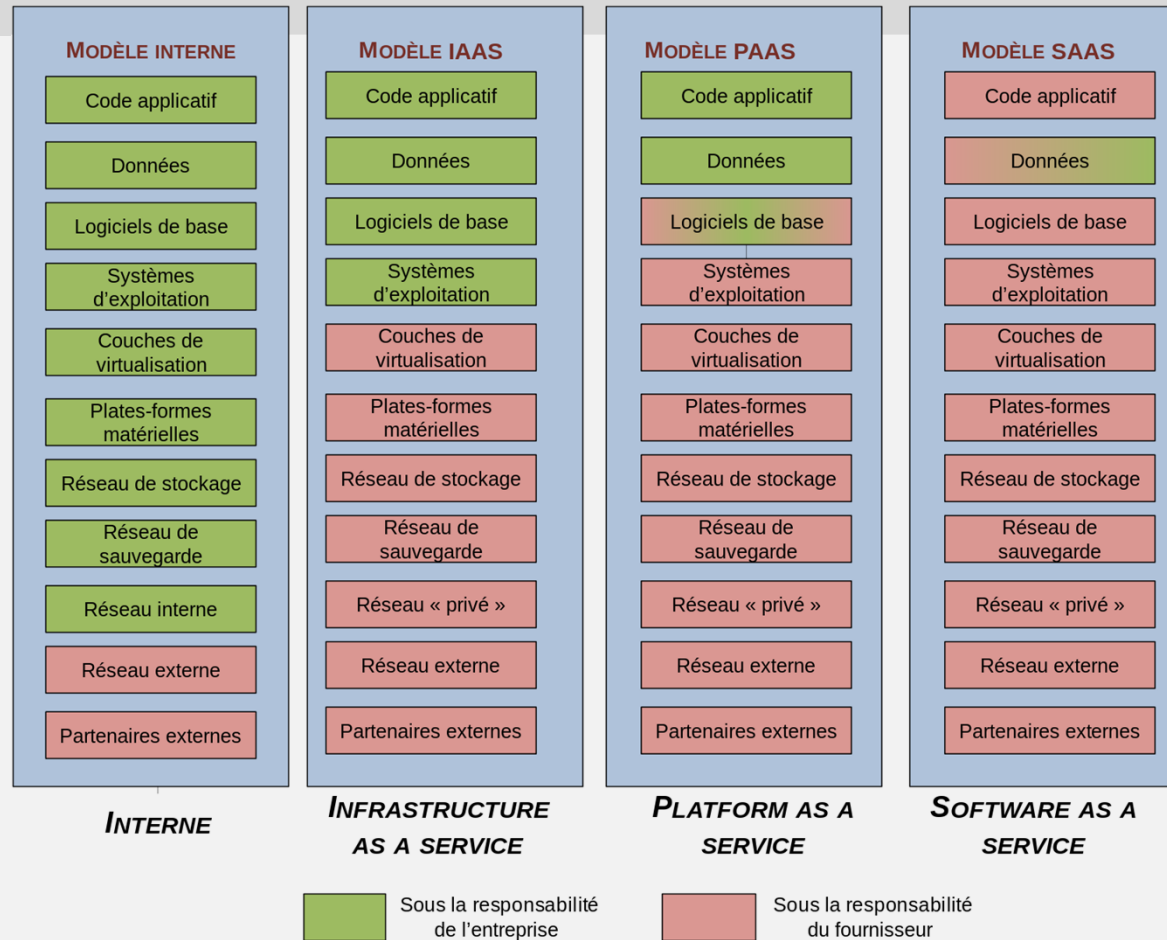 MODÈLE INTERNE
Code applicatif
Données
Logiciels de base
Systèmes
d’exploitation
Couches de
virtualisation
Plates-formes
matérielles
Réseau de stockage
Réseau de
sauvegarde
Réseau interne
Réseau externe
Partenaires externes
INTERNE
MODÈLE IAAS
Code applicatif
Données
Logiciels de base
Systèmes
d’exploitation
Couches de
virtualisation
Plates-formes
matérielles
Réseau de stockage
Réseau de
sauvegarde
Réseau « privé »
Réseau externe
Partenaires externes
INFRASTRUCTURE
AS A SERVICE
MODÈLE PAAS
Code applicatif
Données
Logiciels de base
Systèmes
d’exploitation
Couches de
virtualisation
Plates-formes
matérielles
Réseau de stockage
Réseau de
sauvegarde
Réseau « privé »
Réseau externe
Partenaires externes
PLATFORM AS A
SERVICE
MODÈLE SAAS
Code applicatif
Données
Logiciels de base
Systèmes
d’exploitation
Couches de
virtualisation
Plates-formes
matérielles
Réseau de stockage
Réseau de
sauvegarde
Réseau « privé »
Réseau externe
Partenaires externes
SOFTWARE AS A
SERVICE
Sous la responsabilité
de l’entreprise
Sous la responsabilité
du fournisseur